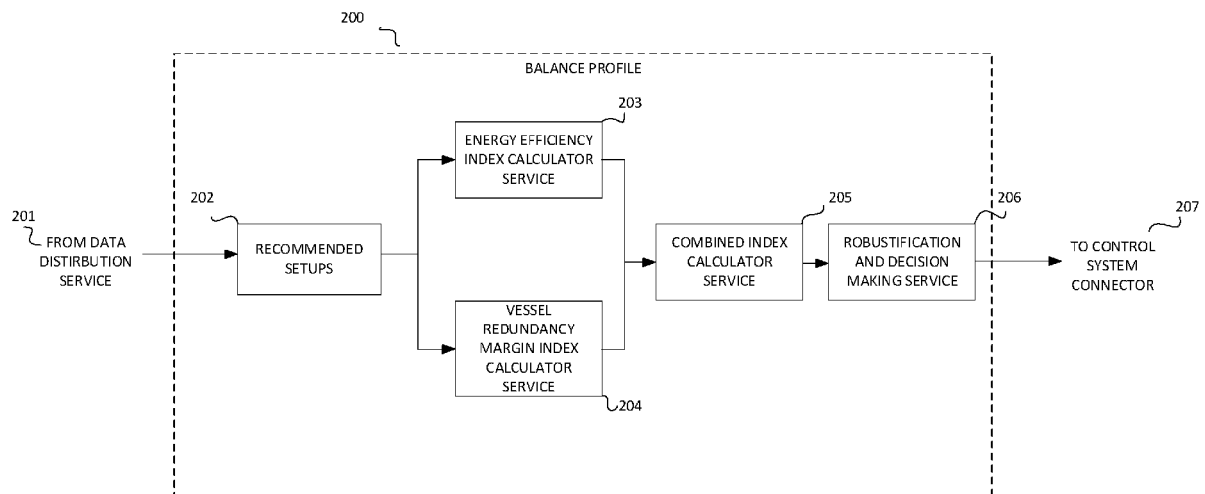 200
BALANCE PROFILE
203
ENERGY EFFICIENCY
INDEX CALCULATOR
SERVICE
201
FROM DATA
DISTIRBUTION
SERVICE
202
RECOMMENDED
SETUPS
VESSEL
REDUNDANCY
MARGIN INDEX
CALCULATOR
SERVICE
204
205
COMBINED INDEX
CALCULATOR
SERVICE
206
ROBUSTIFICATION
AND DECISION
MAKING SERVICE
207
TO CONTROL
SYSTEM
CONNECTOR